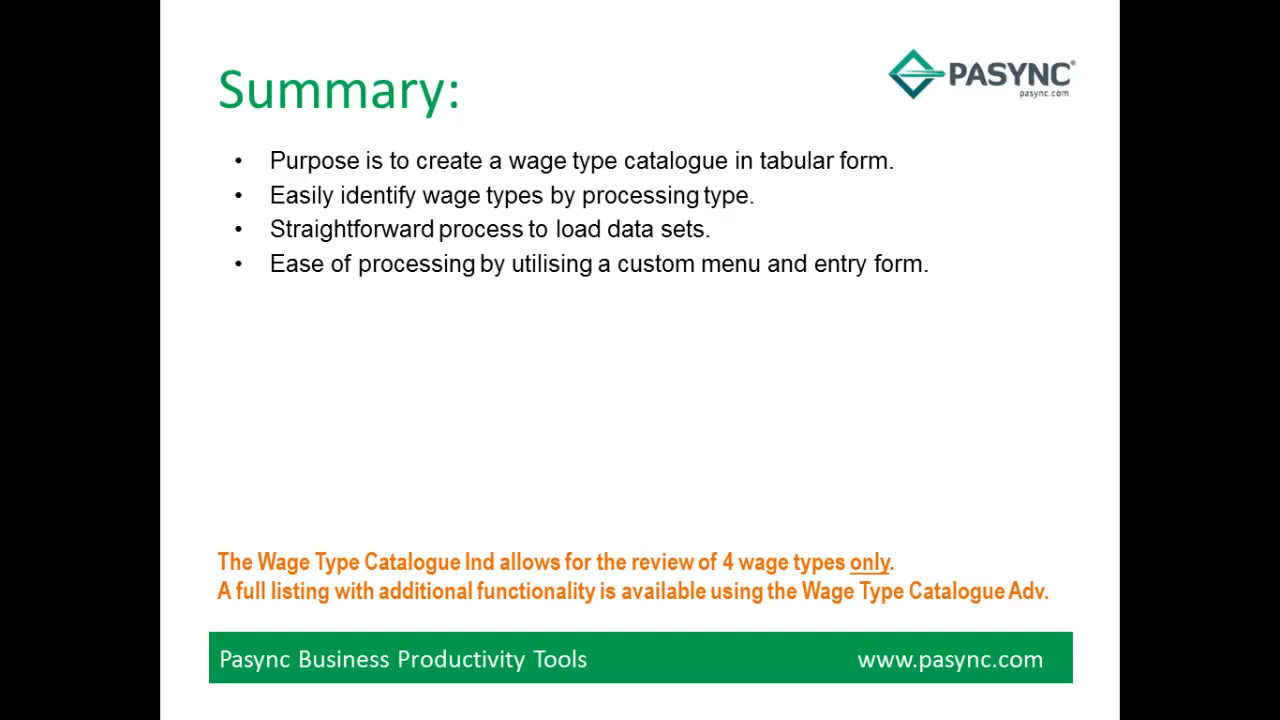 Summary:
PASYNC®
pasync.com
• Purpose is to create a wage type catalogue in tabular form.
• Easily identify wage types by processing type.
• Straightforward process to load data sets.
• Ease of processing by utilising a custom menu and entry form.
The Wage Type Catalogue Ind allows for the review of 4 wage types only.
A full listing with additional functionality is available using the Wage Type Catalogue Adv.
Pasync Business Productivity Tools
www.pasync.com